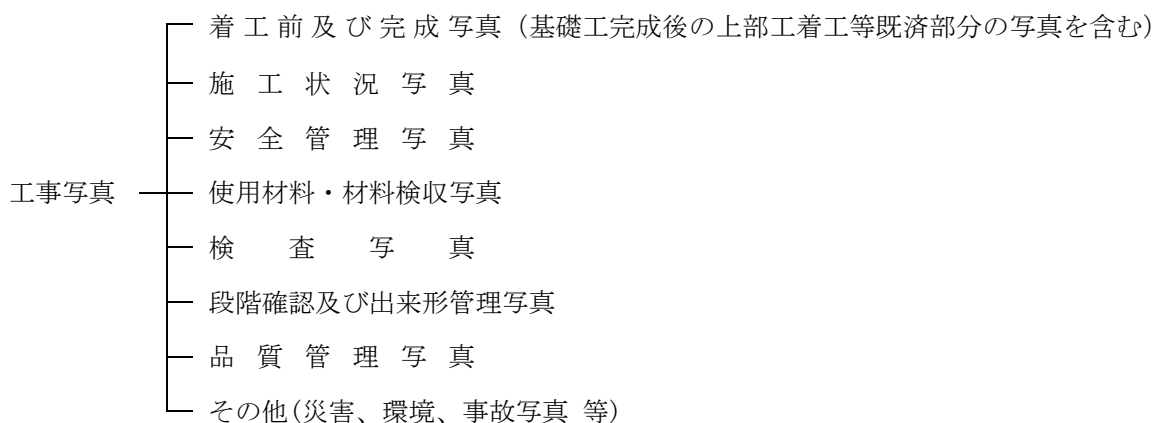 着工前及び完成写真(基礎工完成後の上部工着工等既済部分の写真を含む)
施工状況写真
安全管理写真
工事写真 使用材料・材料検収写真
検査写真
段階確認及び出来形管理写真
品質管理写真
その他(災害、環境、事故写真 等)